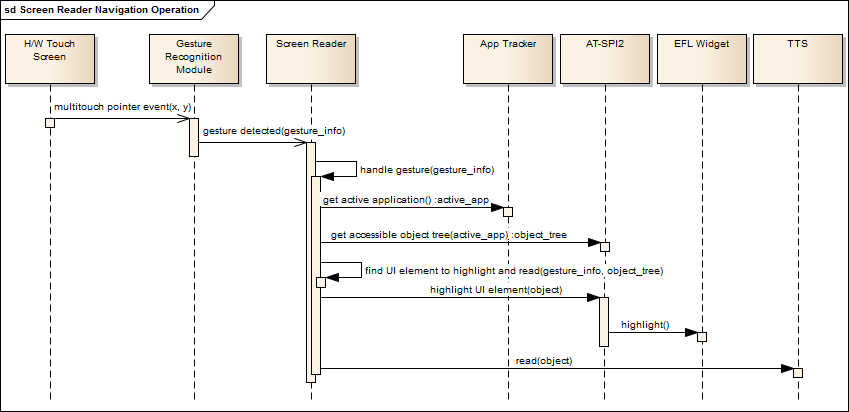 sd Screen Reader Navigation Operation
H/W Touch
Screen
Gesture
Recognition
Module
Screen Reader
App Tracker
AT-SPI2
EFL Widget
TTS
multitouch pointer event(x, y)
gesture detected(gesture_info)
handle gesture(gesture_info)
get active application() :active_app
get accessible object tree(active_app) :object_tree
find UI element to highlight and read(gesture_info, object_tree)
highlight UI element(object)
highlight()
read(object)